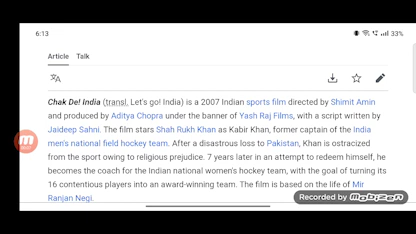 6:13
33%
Article Talk
Chak De! India (transl. Let's go! India) is a 2007 Indian sports film directed by Shimit Amin
and produced by Aditya Chopra under the banner of Yash Raj Films, with a script written by
Jaideep Sahni. The film stars Shah Rukh Khan as Kabir Khan, former captain of the India
men's national field hockey team. After a disastrous loss to Pakistan, Khan is ostracized
from the sport owing to religious prejudice. 7 years later in an attempt to redeem himself, he
becomes the coach for the Indian national women's hockey team, with the goal of turning its
16 contentious players into an award-winning team. The film is based on the life of Mir
Ranjan Negi.
Recorded by mobizen